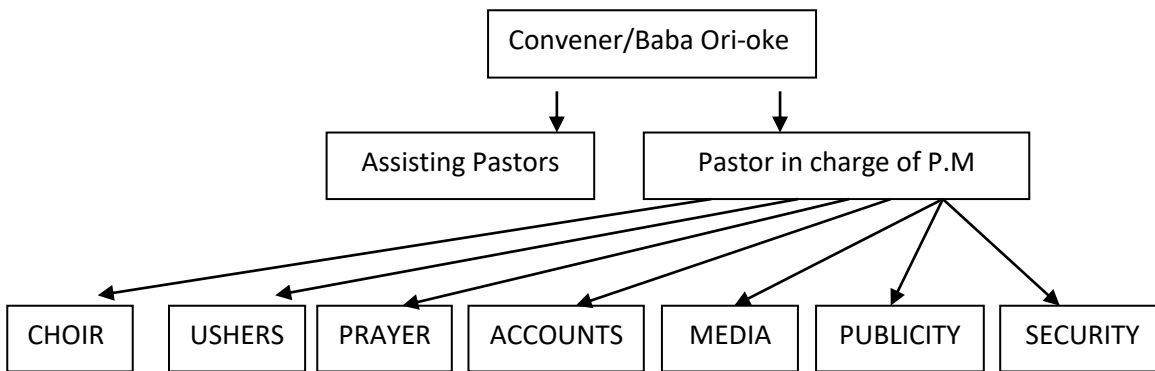 Convener/Baba Ori-oke
Assisting Pastors
Pastor in charge of P.M
CHOIR
USHERS
PRAYER
ACCOUNTS
MEDIA
PUBLICITY
SECURITY